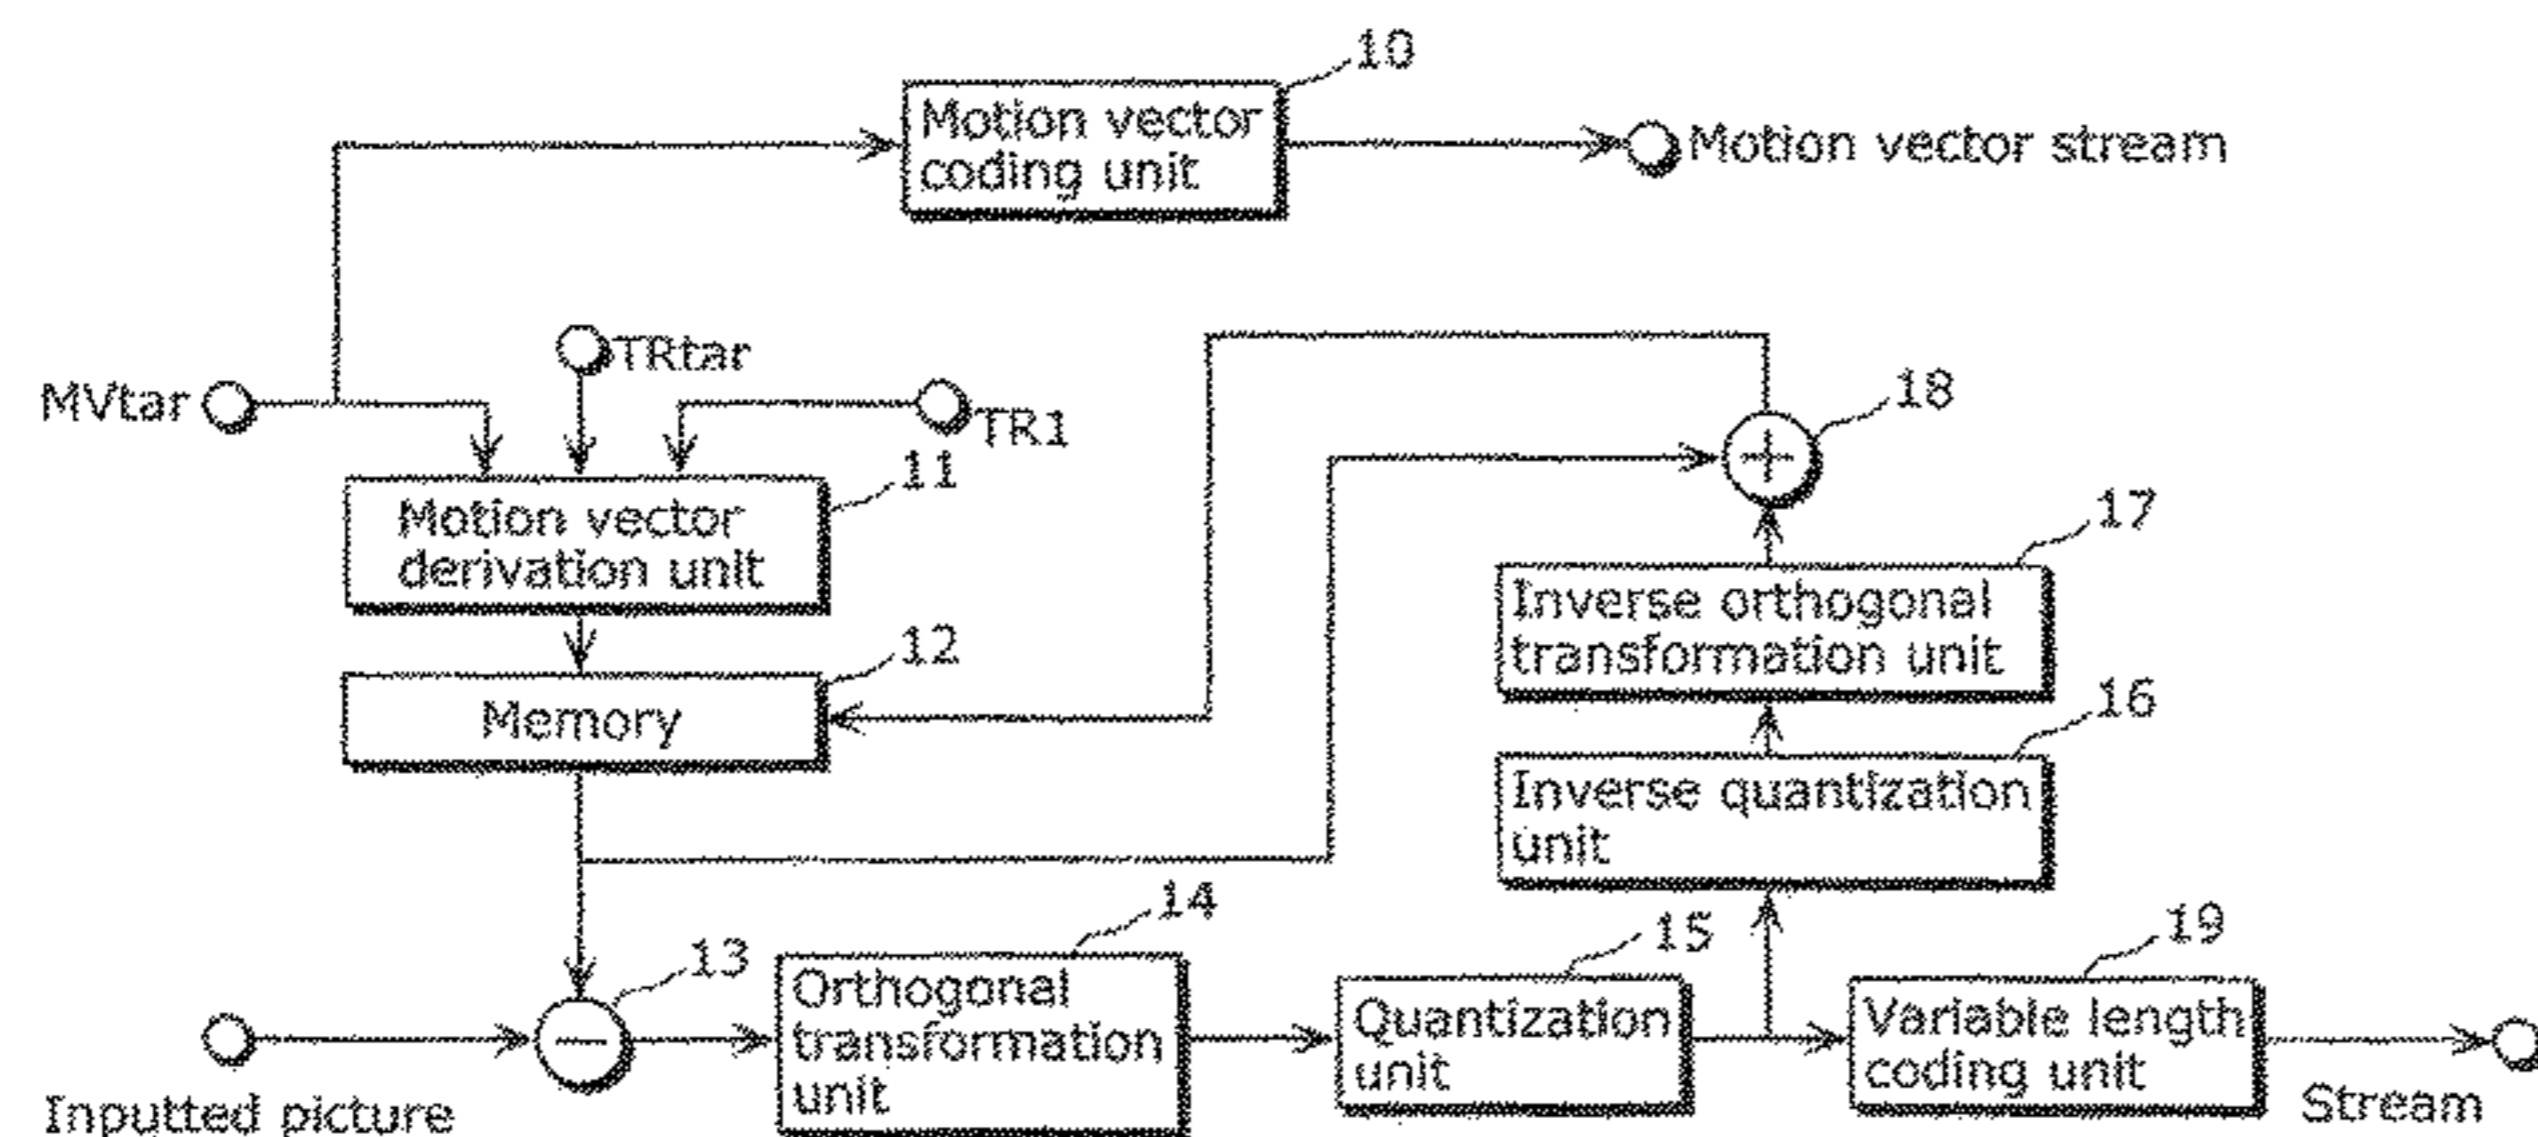 10
Motion vector
coding unit
Motion vector stream
TRtar
MVtar
TR1
18
11
Motion vector
derivation unit
17
Inverse orthogonal
transformation unit
12
Memory
16
Inverse quantization
unit
14
13
15
19
Orthogonal
transformation
unit
Quantization
unit
Variable length
coding unit
Inputted picture
Stream